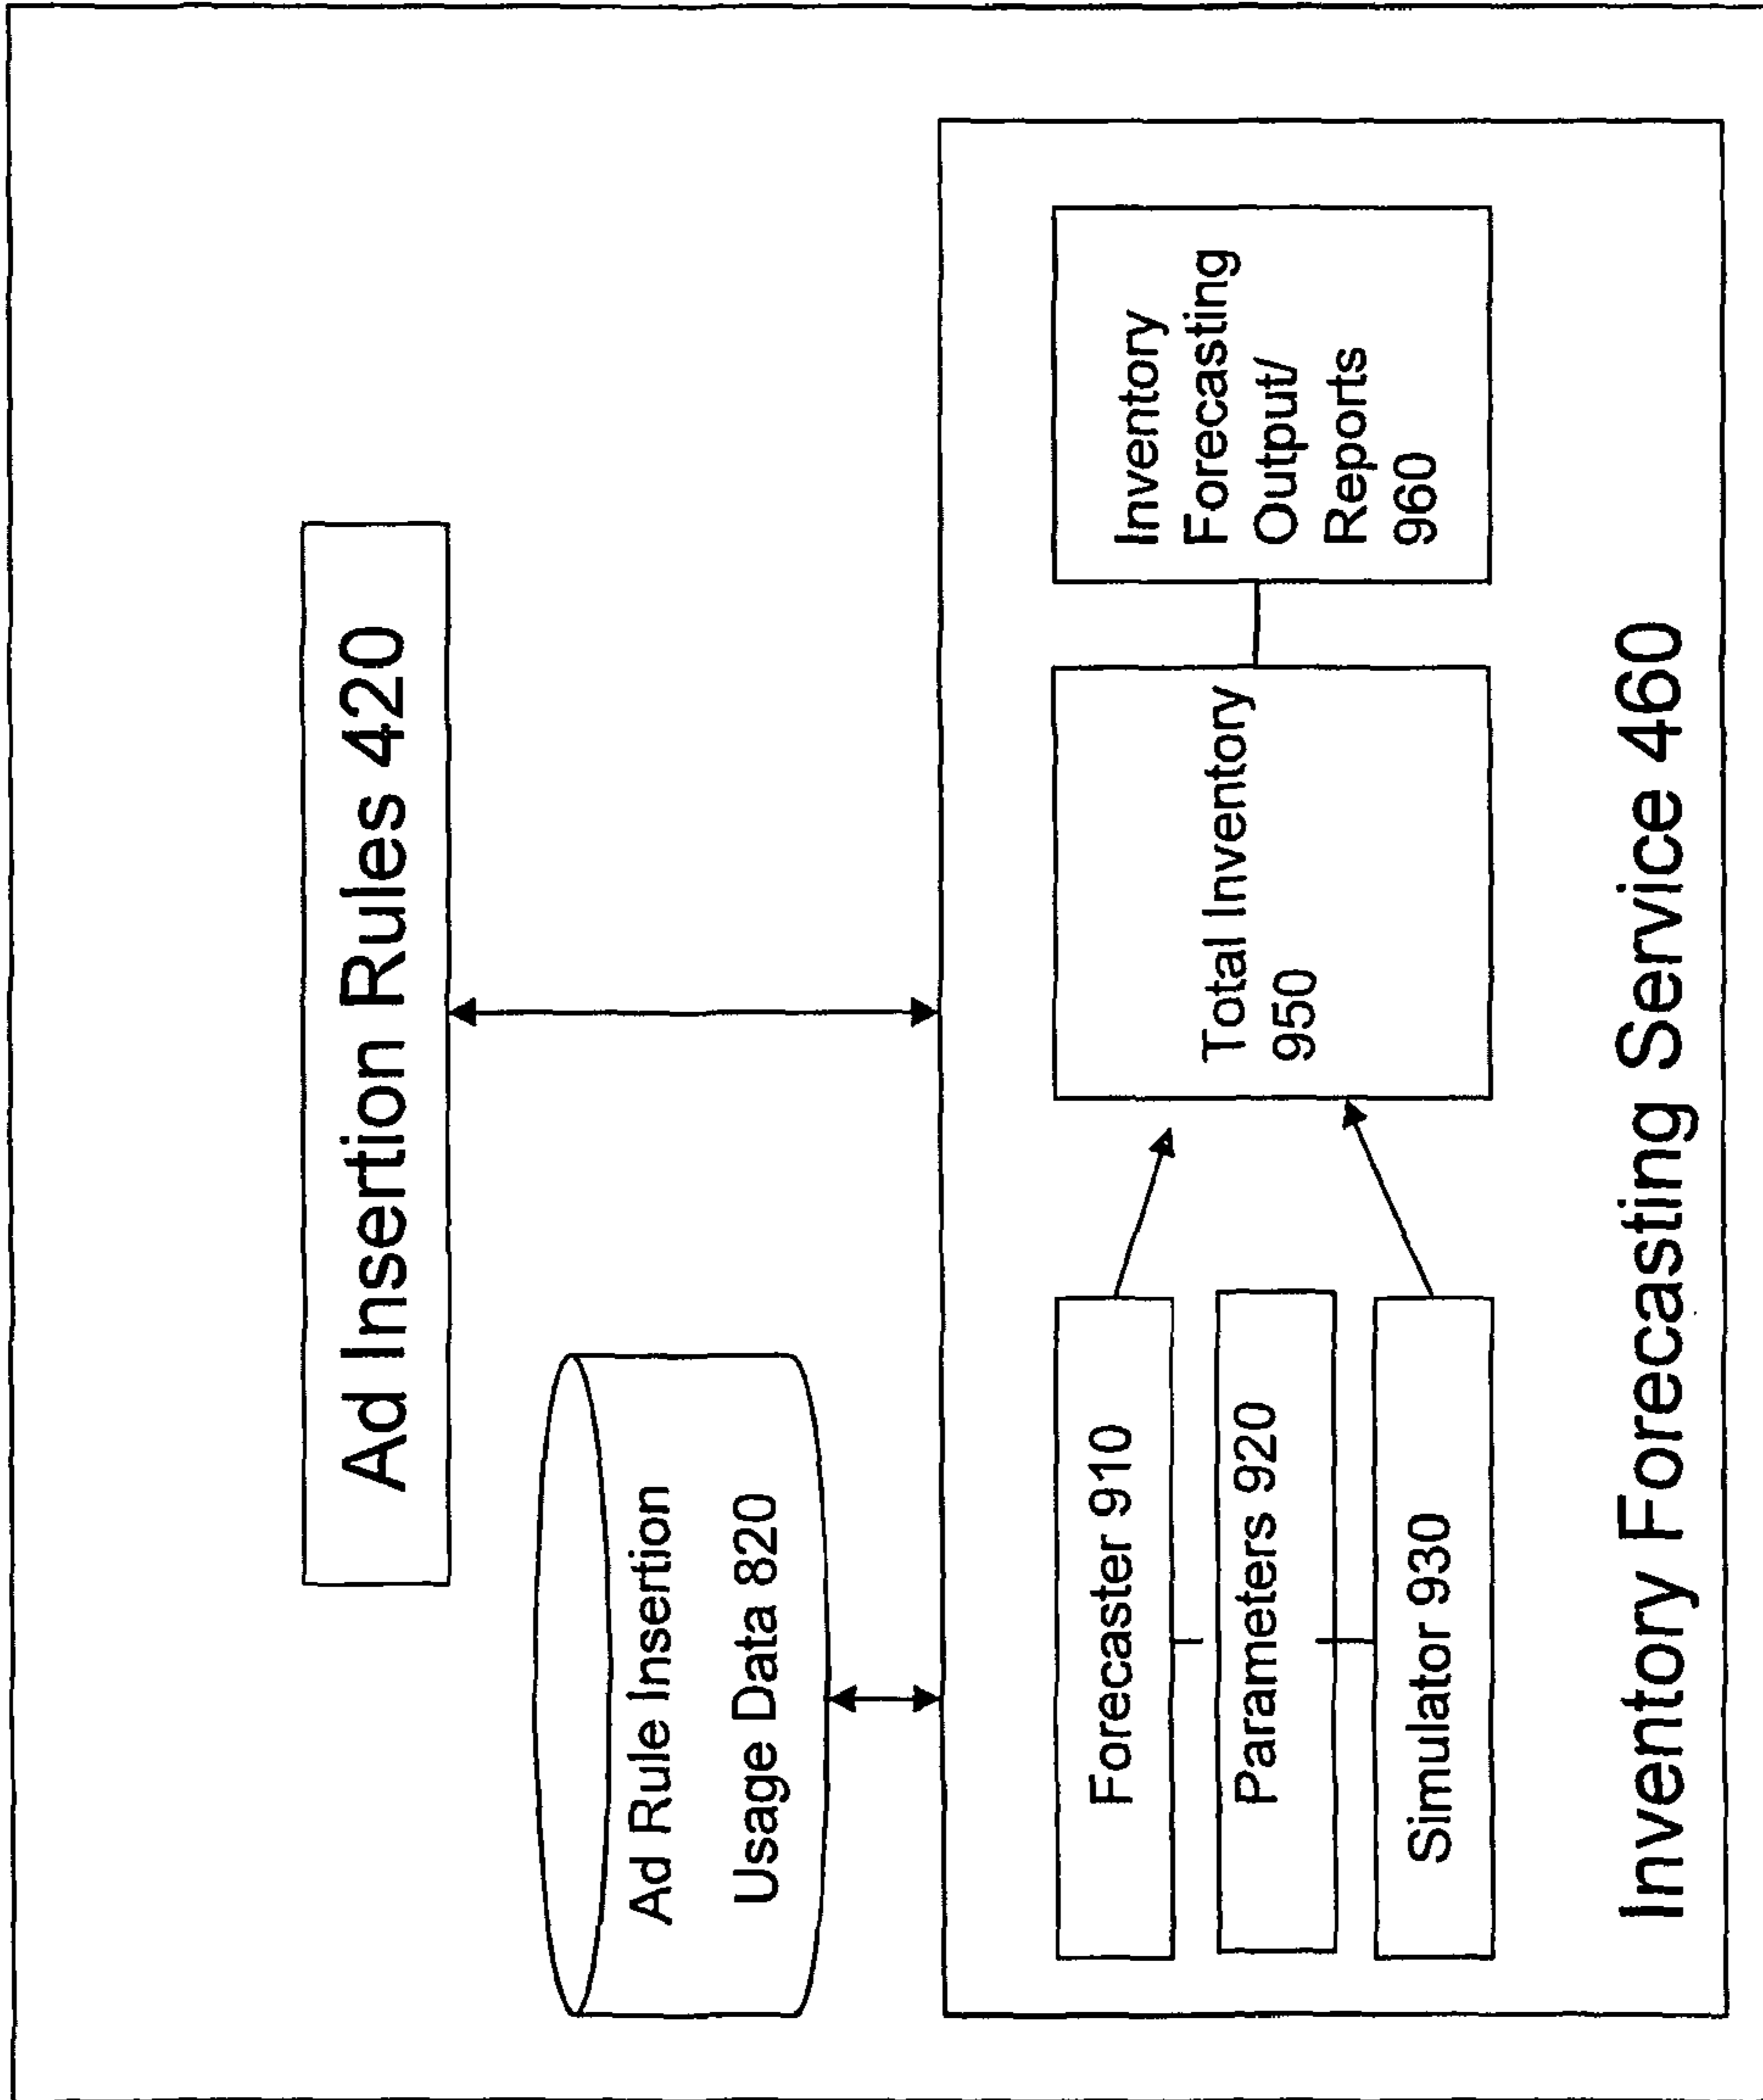 Ad Insertion Rules 420
Ad Rule Insertion
Usage Data 820
Forecaster 910
Parameters 920
Simulator 930
Total Inventory
950
Inventory
Forecasting
Output/
Reports
960
Inventory Forecasting Service 460